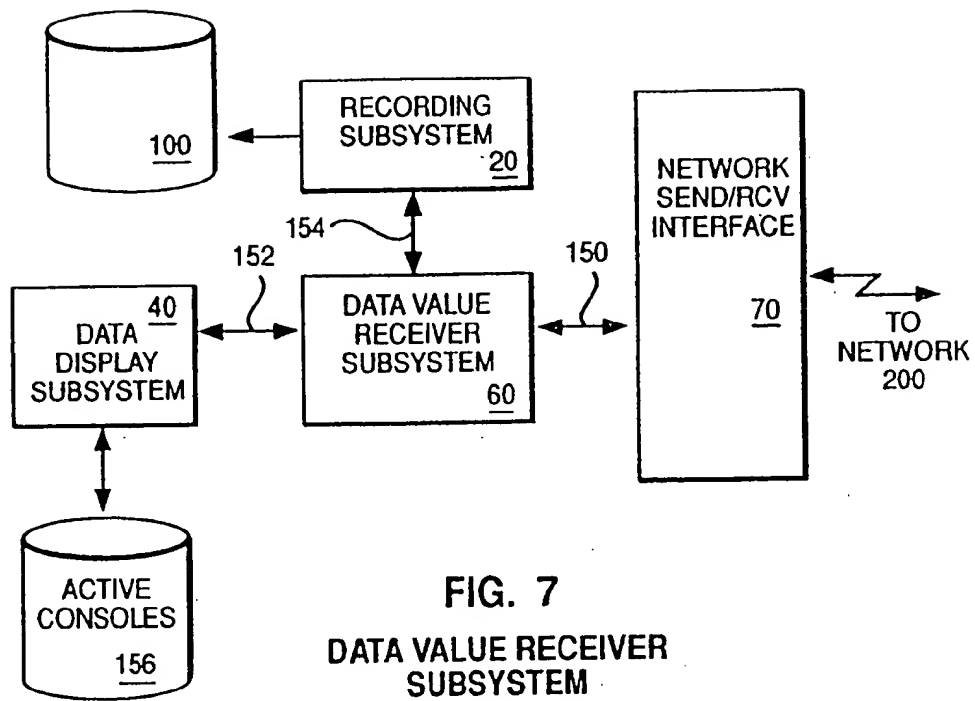 100
RECORDING
SUBSYSTEM
20
NETWORK
SEND/RCV
INTERFACE
70
154
152
150
40
DATA
DISPLAY
SUBSYSTEM
DATA VALUE
RECEIVER
SUBSYSTEM
60
TO
NETWORK
200
ACTIVE
CONSOLES
156
FIG. 7
DATA VALUE RECEIVER
SUBSYSTEM